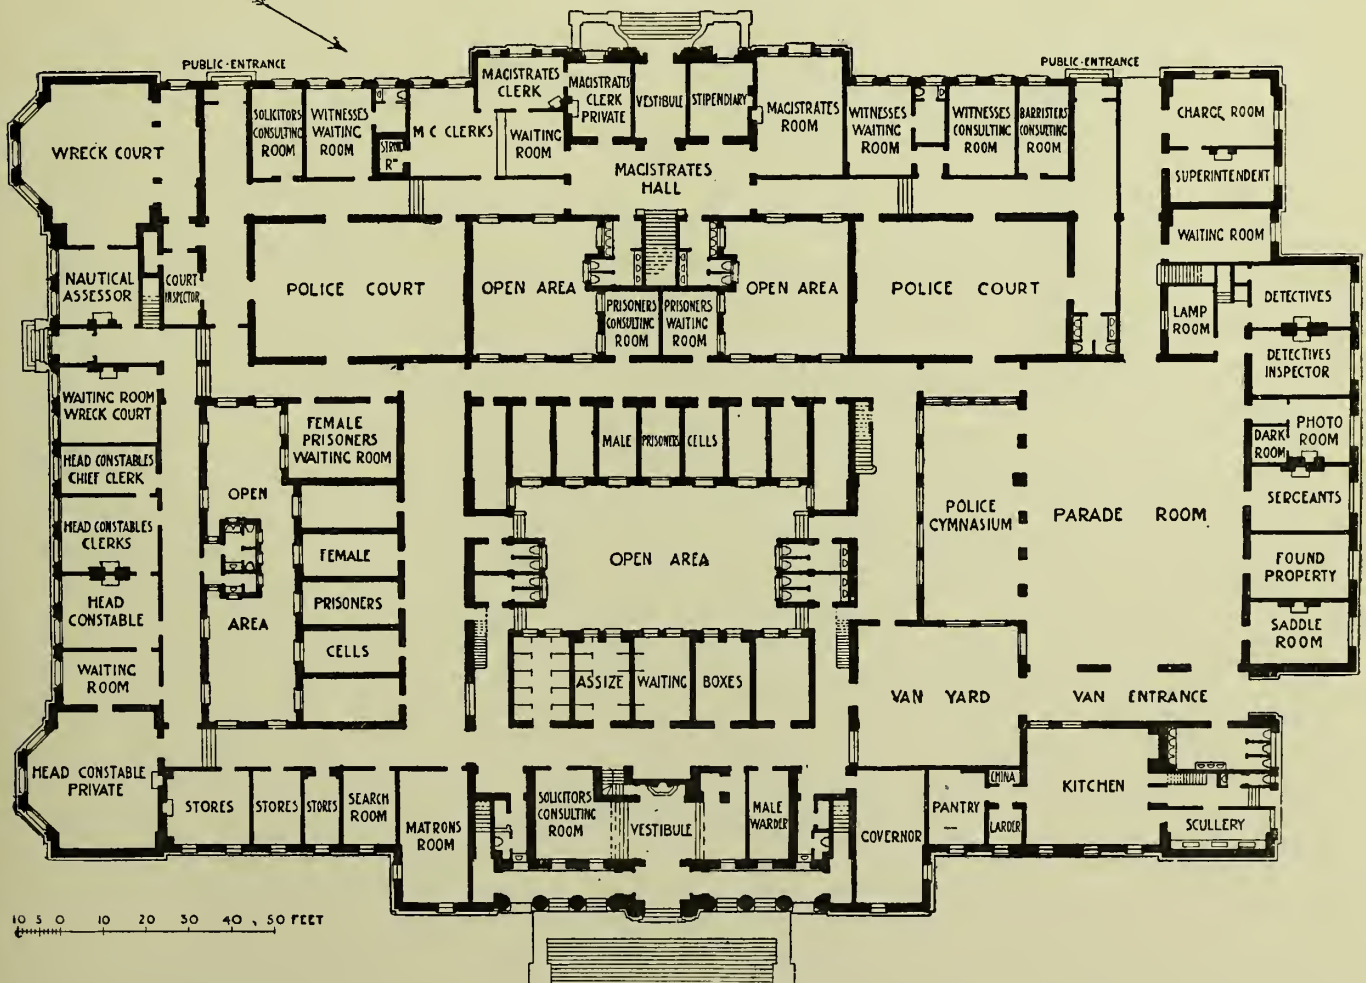 PUBLIC·ENTRANCE
PUBLIC·ENTRANCE
WRECK COURT
SOLICITORS
CONSULTING
ROOM
WITNESSES
WAITING
ROOM
STRONG
Rᴹ
M C CLERKS
MAGISTRATES
CLERK
WAITING
ROOM
MAGISTRATES
CLERK
PRIVATE
VESTIBULE
STIPENDIARY
MAGISTRATES
HALL
MAGISTRATES
ROOM
WITNESSES
WAITING
ROOM
WITNESSES
CONSULTING
ROOM
BARRISTERS
CONSULTING
ROOM
CHARGE ROOM
SUPERINTENDENT
WAITING ROOM
NAUTICAL
ASSESSOR
COURT
INSPECTOR
POLICE COURT
OPEN AREA
PRISONERS
CONSULTING
ROOM
PRISONERS
WAITING
ROOM
OPEN AREA
POLICE COURT
LAMP
ROOM
DETECTIVES
DETECTIVES
INSPECTOR
WAITING ROOM
WRECK COURT
FEMALE
PRISONERS
WAITING ROOM
MALE
PRISONERS
CELLS
DARK
ROOM
PHOTO
ROOM
HEAD CONSTABLES
CHIEF CLERK
OPEN
AREA
POLICE
GYMNASIUM
PARADE ROOM
SERGEANTS
HEAD CONSTABLES
CLERKS
FEMALE
PRISONERS
CELLS
OPEN AREA
FOUND
PROPERTY
HEAD
CONSTABLE
SADDLE
ROOM
WAITING
ROOM
ASSIZE
WAITING
BOXES
VAN YARD
VAN ENTRANCE
HEAD CONSTABLE
PRIVATE
STORES
STORES
STORES
SEARCH
ROOM
MATRONS
ROOM
SOLICITORS
CONSULTING
ROOM
VESTIBULE
MALE
WARDER
GOVERNOR
PANTRY
CHINA
LARDER
KITCHEN
SCULLERY
10 5 0 10 20 30 40 50 FEET